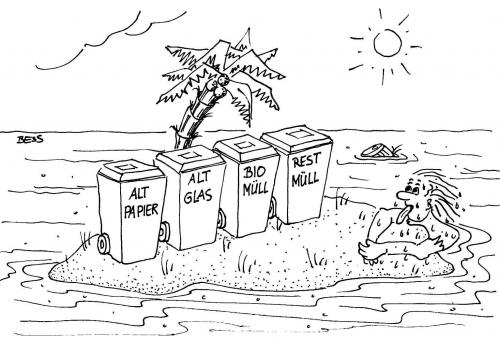 BESS
ALT
PAPIER
ALT
GLAS
BIO
MÜLL
REST
MÜLL